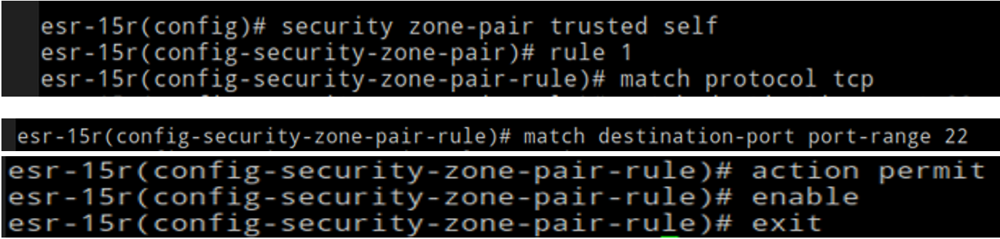 esr-15r(config)# security zone-pair trusted self
esr-15r(config-security-zone-pair)# rule 1
esr-15r(config-security-zone-pair-rule)# match protocol tcp
esr-15r(config-security-zone-pair-rule)# match destination-port port-range 22
esr-15r(config-security-zone-pair-rule)# action permit
esr-15r(config-security-zone-pair-rule)# enable
esr-15r(config-security-zone-pair-rule)# exit